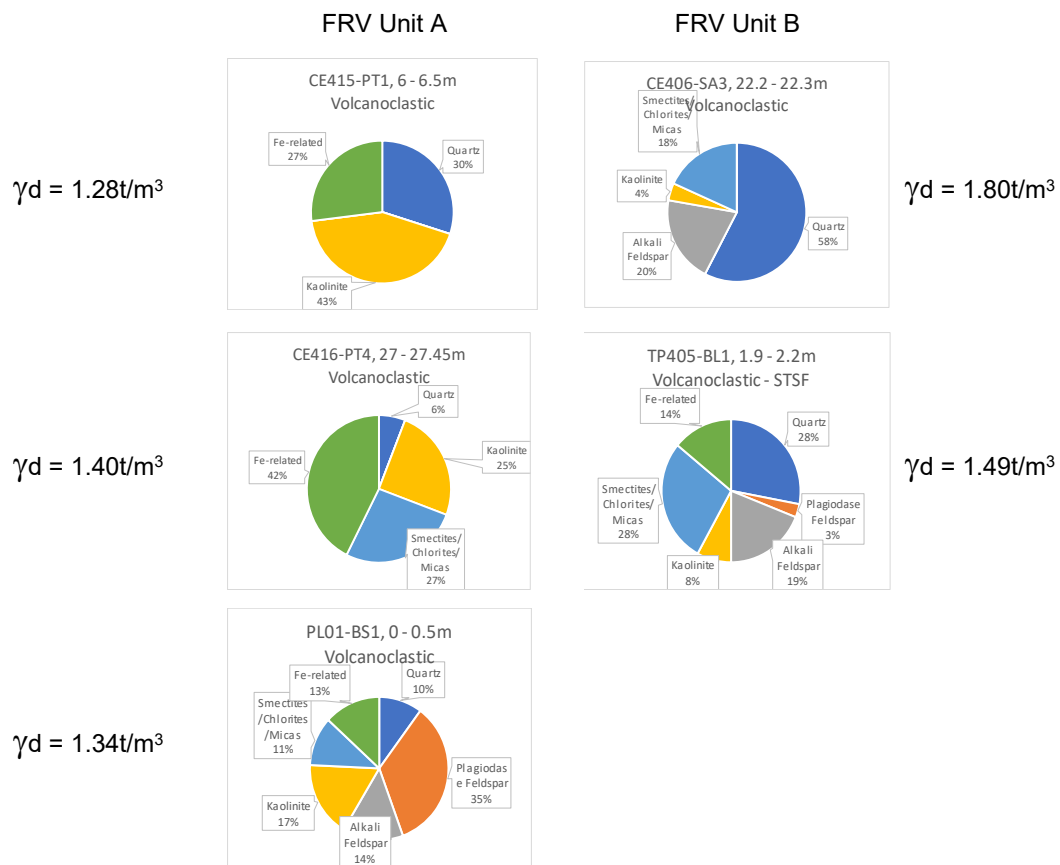 FRV Unit A
FRV Unit B
γd = 1.28t/m³
CE415-PT1, 6 - 6.5m
Volcanoclastic
Fe-related
27%
Quartz
30%
Kaolinite
43%
CE406-SA3, 22.2 - 22.3m
Volcanoclastic
Smectites/
Chlorites/
Micas
18%
Kaolinite
4%
Alkali
Feldspar
20%
Quartz
58%
γd = 1.80t/m³
γd = 1.40t/m³
CE416-PT4, 27 - 27.45m
Volcanoclastic
Quartz
6%
Kaolinite
25%
Fe-related
42%
Smectites/
Chlorites/
Micas
27%
TP405-BL1, 1.9 - 2.2m
Volcanoclastic - STSF
Fe-related
14%
Quartz
28%
Smectites/
Chlorites/
Micas
28%
Plagiodase
Feldspar
3%
Kaolinite
8%
Alkali
Feldspar
19%
γd = 1.49t/m³
γd = 1.34t/m³
PL01-BS1, 0 - 0.5m
Volcanoclastic
Fe-related
13%
Quartz
10%
Smectites
/Chlorites
/Micas
11%
Plagiodas
e Feldspar
35%
Kaolinite
17%
Alkali
Feldspar
14%